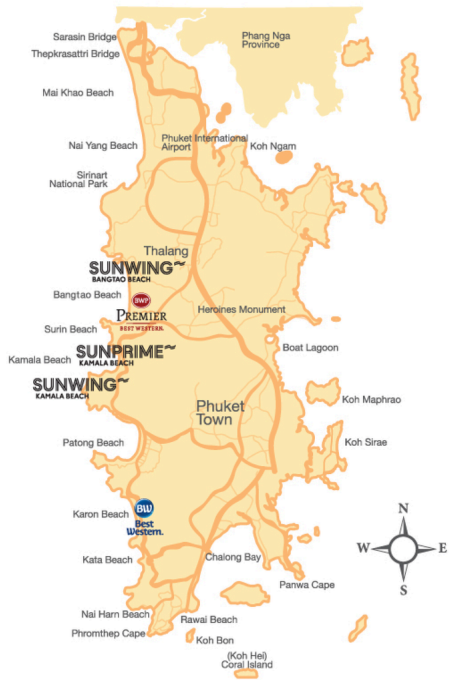 Sarasin Bridge
Thepkrasattri Bridge
Phang Nga
Province
Mai Khao Beach
Nai Yang Beach
Phuket International
Airport
Koh Ngam
Sirinart
National Park
Thalang
SUNWING~
BANGTAO BEACH
Bangtao Beach
BWP
PREMIER
BEST WESTERN.
Heroines Monument
Surin Beach
Boat Lagoon
Kamala Beach
SUNPRIME~
KAMALA BEACH
SUNWING~
KAMALA BEACH
Koh Maphrao
Phuket
Town
Patong Beach
Koh Sirae
Karon Beach
BW
Best
Western.
N
W
E
S
Kata Beach
Chalong Bay
Panwa Cape
Nai Harn Beach
Rawai Beach
Phromthep Cape
Koh Bon
(Koh Hei)
Coral Island